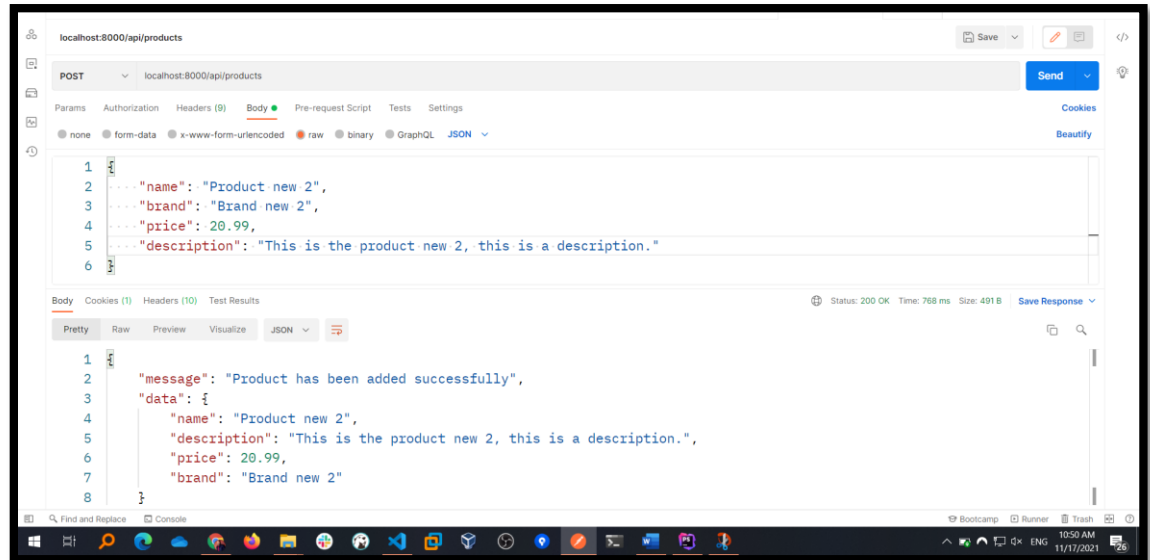 localhost:8000/api/products
Save
POST localhost:8000/api/products Send
Params Authorization Headers (9) Body Pre-request Script Tests Settings Cookies
none form-data x-www-form-urlencoded raw binary GraphQL JSON Beautify
1 {
2 "name": "Product new 2",
3 "brand": "Brand new 2",
4 "price": 20.99,
5 "description": "This is the product new 2, this is a description."
6 }
Body Cookies (1) Headers (10) Test Results Status: 200 OK Time: 768 ms Size: 491 B Save Response
Pretty Raw Preview Visualize JSON
1 {
2 "message": "Product has been added successfully",
3 "data": {
4 "name": "Product new 2",
5 "description": "This is the product new 2, this is a description.",
6 "price": 20.99,
7 "brand": "Brand new 2"
8 }
Find and Replace Console Bootcamp Runner Trash
ENG 10:50 AM
11/17/2021 26